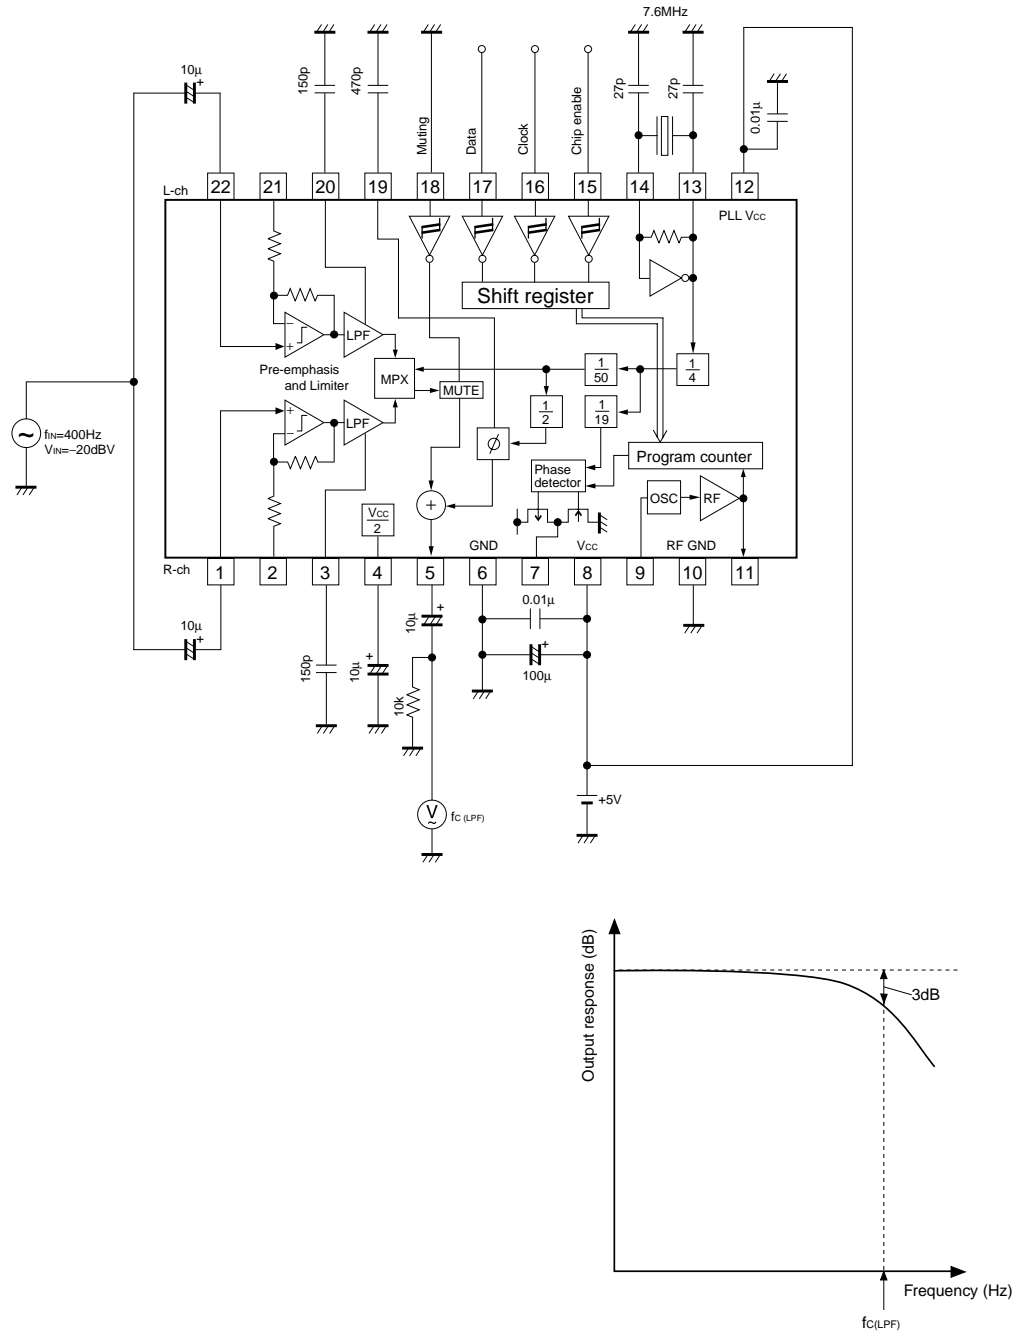 7.6MHz
10μ
+
150p
470p
Muting
Data
Clock
Chip enable
27p
27p
0.01μ
L-ch
22
21
20
19
18
17
16
15
14
13
12
PLL Vcc
Shift register
−
+
LPF
Pre-emphasis
and Limiter
MPX
MUTE
1
50
1
4
1
2
1
19
+
−
LPF
ϕ
Phase
detector
Program counter
OSC
RF
Vcc
2
+
GND
Vcc
RF GND
~
fIN=400Hz
VIN=−20dBV
R-ch
1
2
3
4
5
6
7
8
9
10
11
10μ
+
150p
10μ
+
10μ
+
10k
0.01μ
+
100μ
V
~
fC (LPF)
+5V
Output response (dB)
3dB
Frequency (Hz)
fC(LPF)